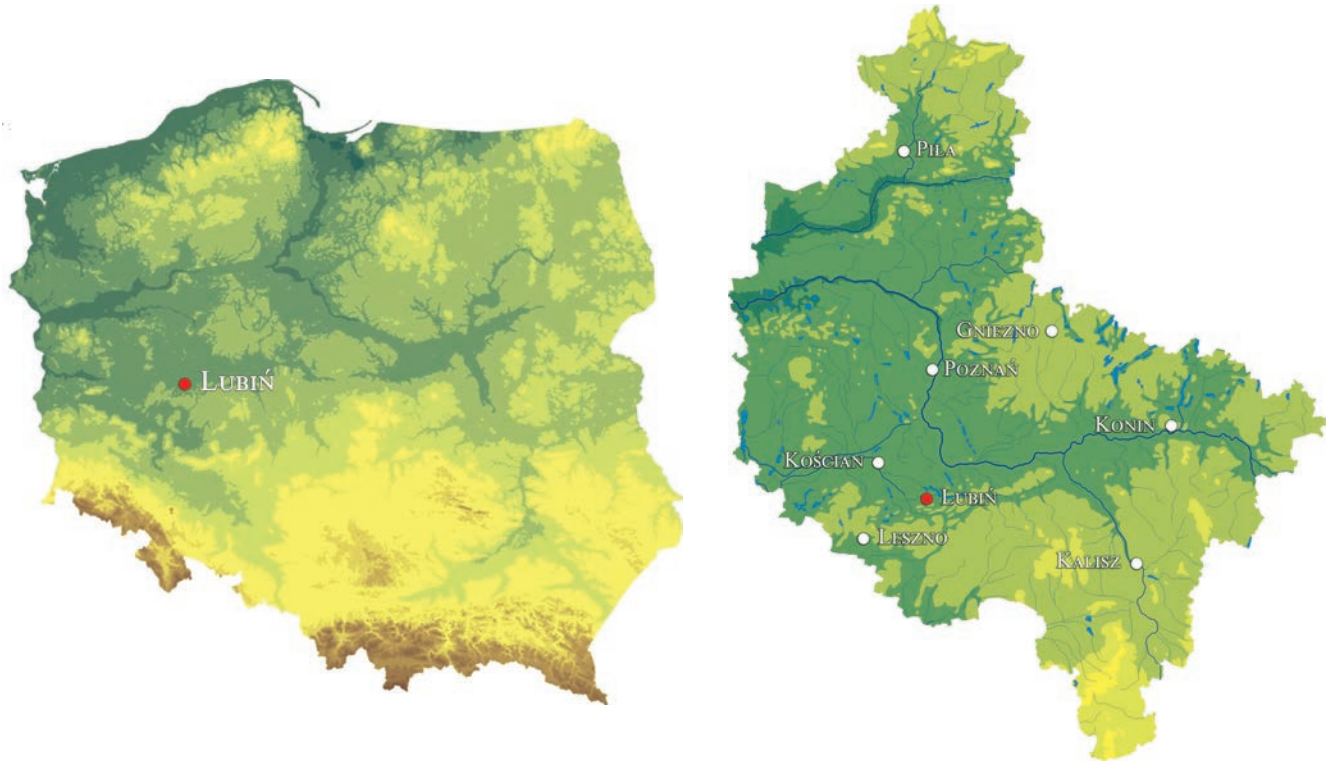 Lubiń
Piła
Gniezno
Poznań
Konin
Kościan
Lubiń
Leszno
Kalisz